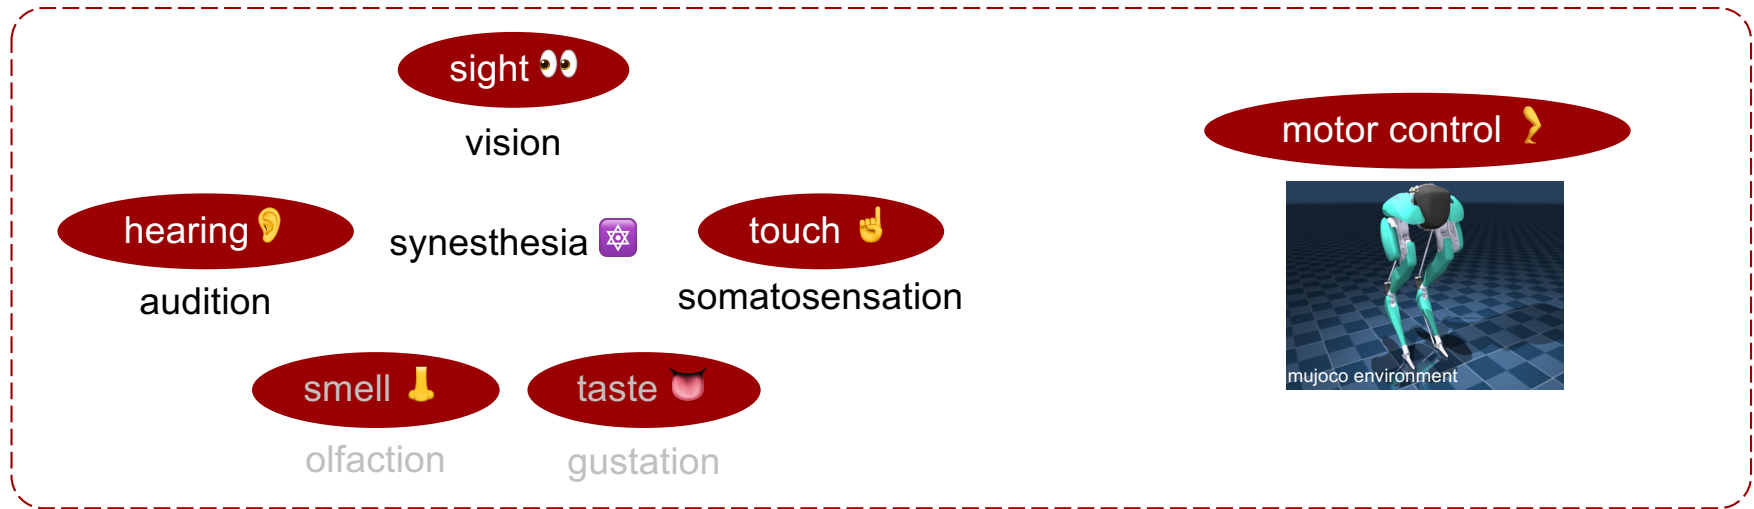 sight
vision
motor control
hearing
audition
synesthesia
touch
somatosensation
smell
olfaction
taste
gustation
mujoco environment